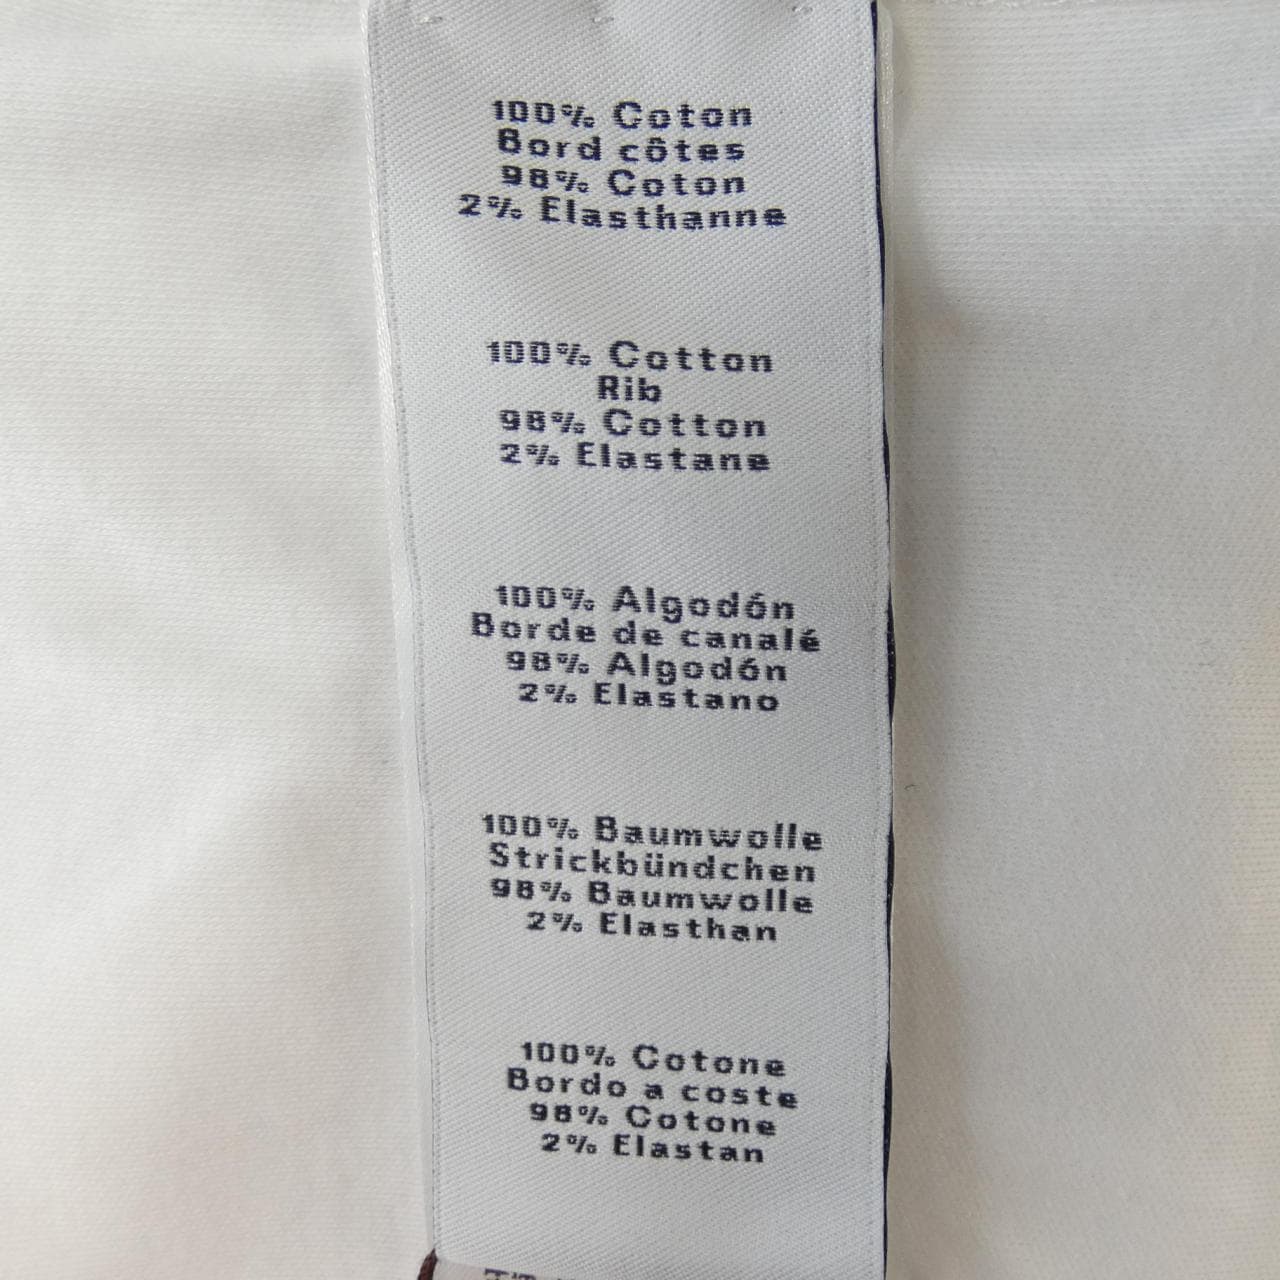 100% Coton
Bord côtes
98% Coton
2% Elasthanne
100% Cotton
Rib
98% Cotton
2% Elastane
100% Algodón
Borde de canalé
98% Algodón
2% Elastano
100% Baumwolle
Strickbündchen
98% Baumwolle
2% Elasthan
100% Cotone
Bordo a coste
98% Cotone
2% Elastan